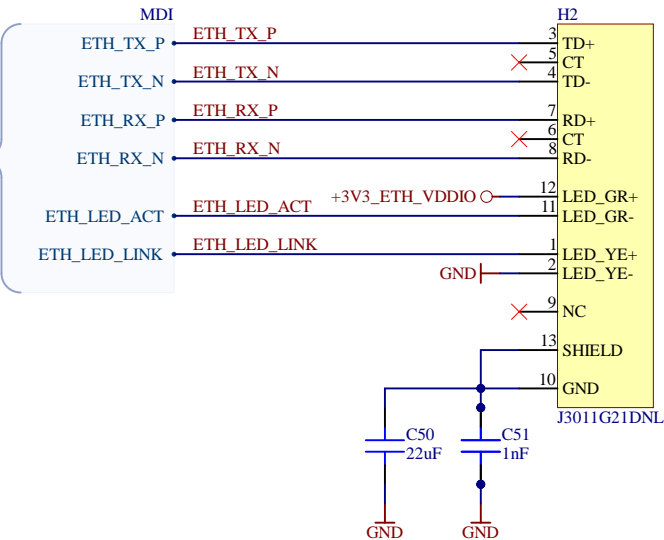 MDI
H2
ETH_TX_P
ETH_TX_P
3
TD+
5
CT
ETH_TX_N
ETH_TX_N
4
TD-
ETH_RX_P
ETH_RX_P
7
RD+
6
CT
ETH_RX_N
ETH_RX_N
8
RD-
+3V3_ETH_VDDIO
12
LED_GR+
ETH_LED_ACT
ETH_LED_ACT
11
LED_GR-
ETH_LED_LINK
ETH_LED_LINK
1
LED_YE+
GND
2
LED_YE-
9
NC
13
SHIELD
10
GND
J3011G21DNL
C50
22uF
C51
1nF
GND
GND